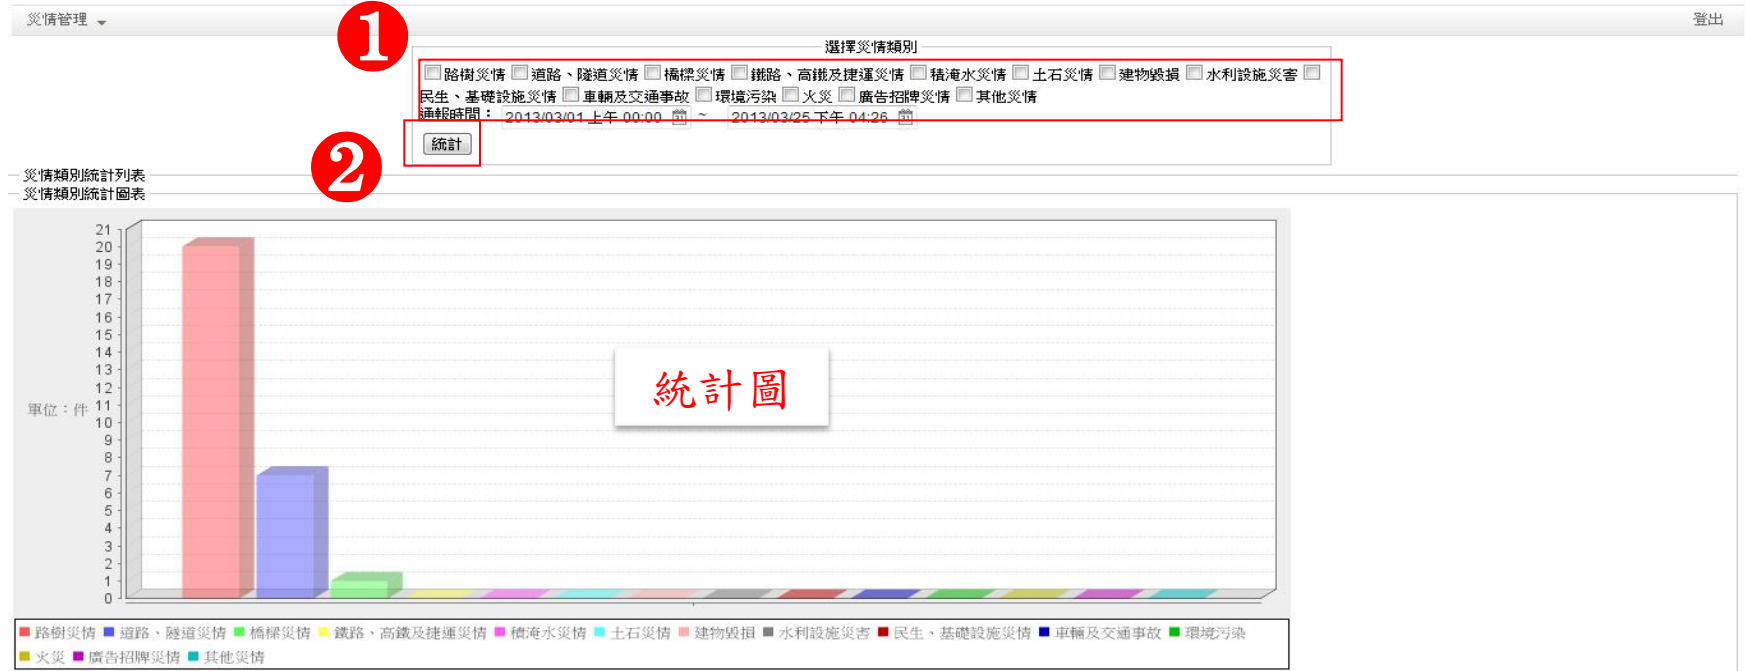 災情管理
登出
1
選擇災情類別
路樹災情 道路、隧道災情 橋樑災情 鐵路、高鐵及捷運災情 積淹水災情 土石災情 建物毀損 水利設施災害
民生、基礎設施災情 車輛及交通事故 環境污染 火災 廣告招牌災情 其他災情
通報時間： 2013/03/01 上午 00:00 ~ 2013/03/25 下午 04:26
統計
2
災情類別統計列表
災情類別統計圖表
21
20
19
18
17
16
15
14
13
12
單位：件
11
10
9
8
7
6
5
4
3
2
1
0
統計圖
路樹災情 道路、隧道災情 橋樑災情 鐵路、高鐵及捷運災情 積淹水災情 土石災情 建物毀損 水利設施災害 民生、基礎設施災情 車輛及交通事故 環境污染
火災 廣告招牌災情 其他災情